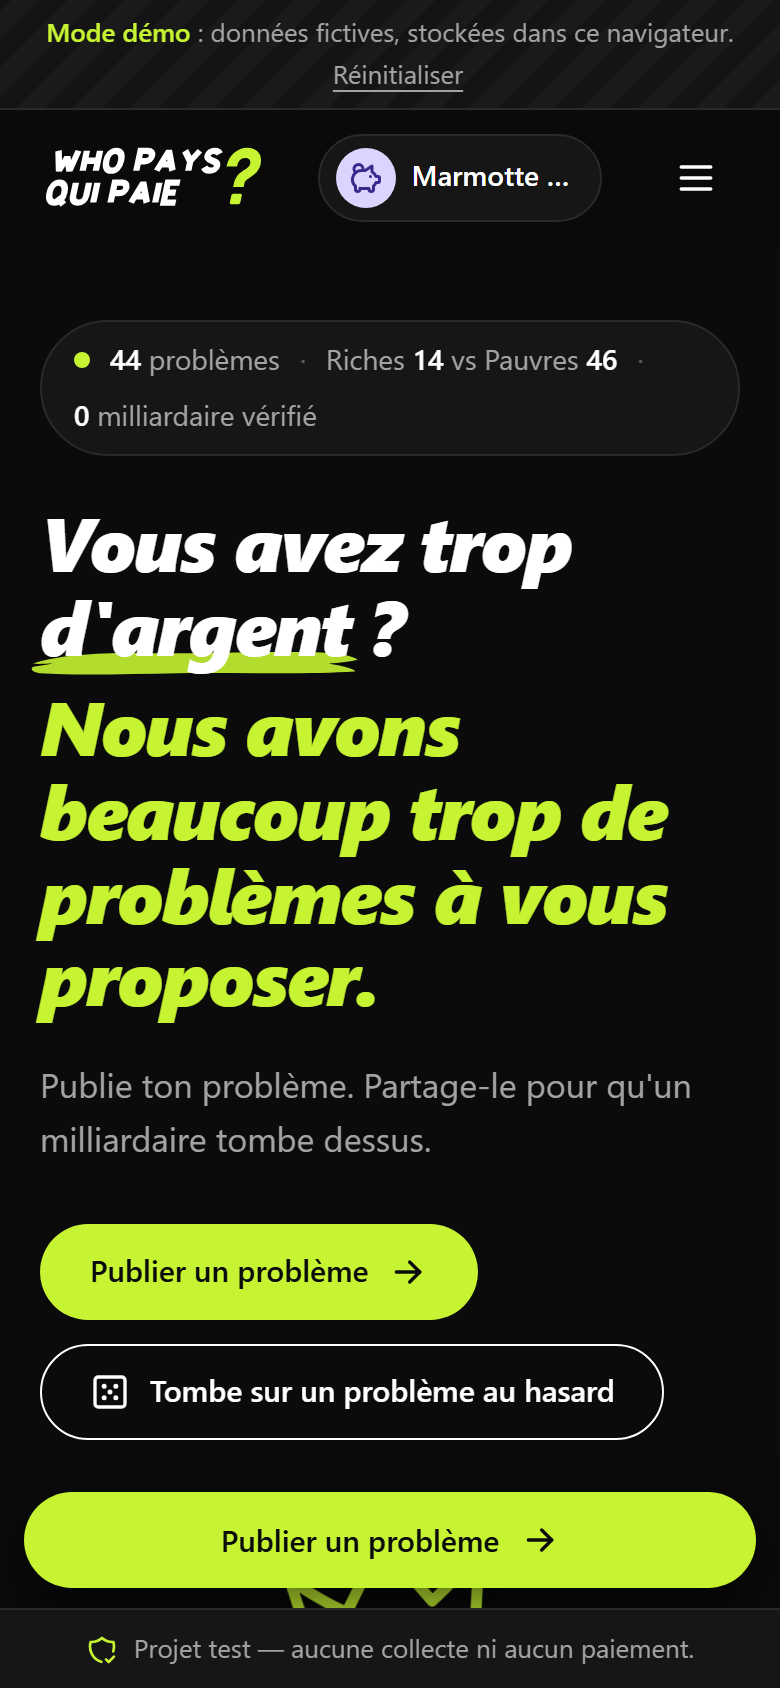 Mode démo : données fictives, stockées dans ce navigateur.
Réinitialiser
WHO PAYS
QUI PAIE ?
Marmotte ...
44 problèmes · Riches 14 vs Pauvres 46 ·
0 milliardaire vérifié
Vous avez trop
d'argent ?
Nous avons
beaucoup trop de
problèmes à vous
proposer.
Publie ton problème. Partage-le pour qu'un
milliardaire tombe dessus.
Publier un problème →
Tombe sur un problème au hasard
Publier un problème →
Projet test — aucune collecte ni aucun paiement.